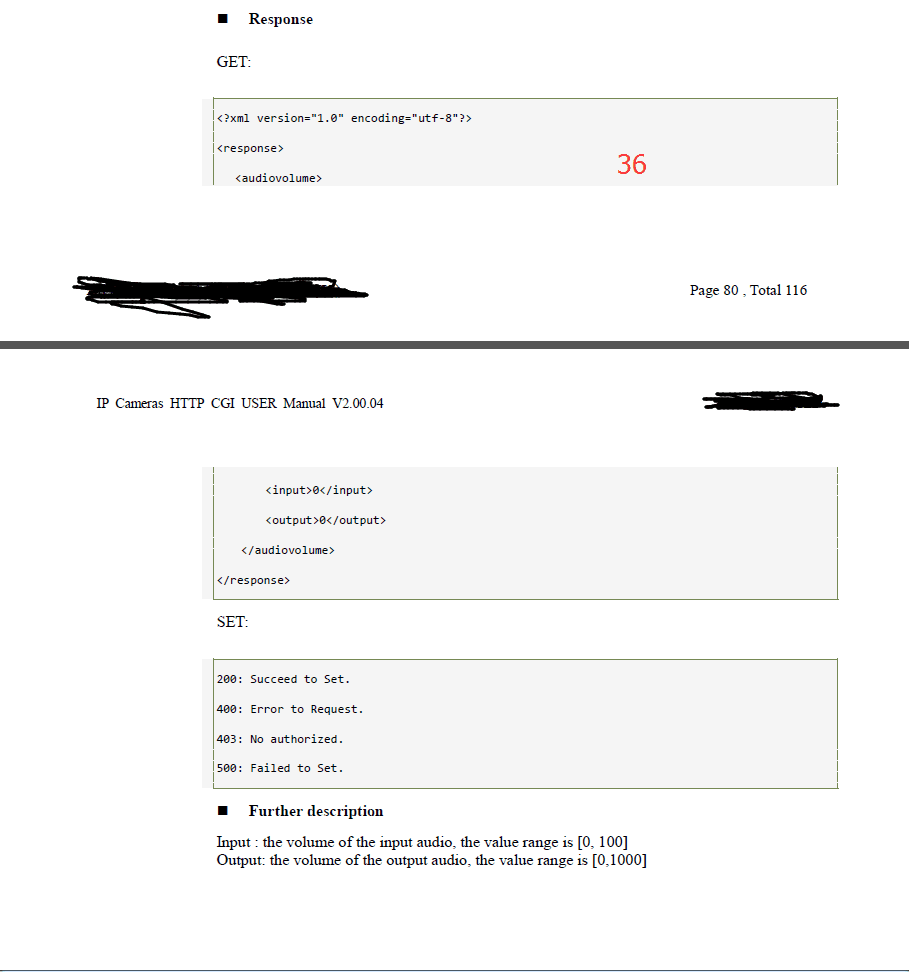 ■ Response
GET:
<?xml version="1.0" encoding="utf-8"?>
<response>
36
<audiovolume>
Page 80 , Total 116
IP Cameras HTTP CGI USER Manual V2.00.04
<input>0</input>
<output>0</output>
</audiovolume>
</response>
SET:
200: Succeed to Set.
400: Error to Request.
403: No authorized.
500: Failed to Set.
■ Further description
Input : the volume of the input audio, the value range is [0, 100]
Output: the volume of the output audio, the value range is [0,1000]